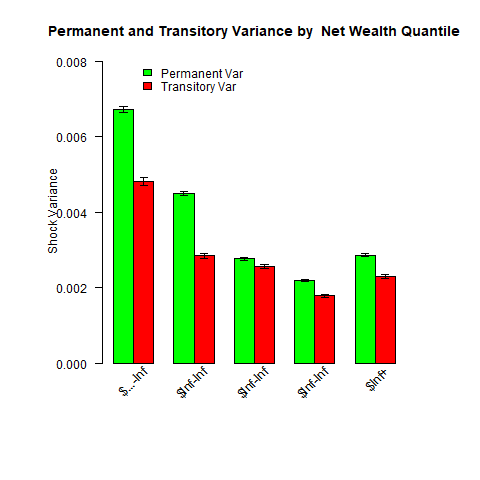 Permanent and Transitory Variance by  Net Wealth Quantile
Permanent Var
Transitory Var
Shock Variance
0.008
0.006
0.004
0.002
0.000
$...-Inf
$Inf-Inf
$Inf-Inf
$Inf-Inf
$Inf+